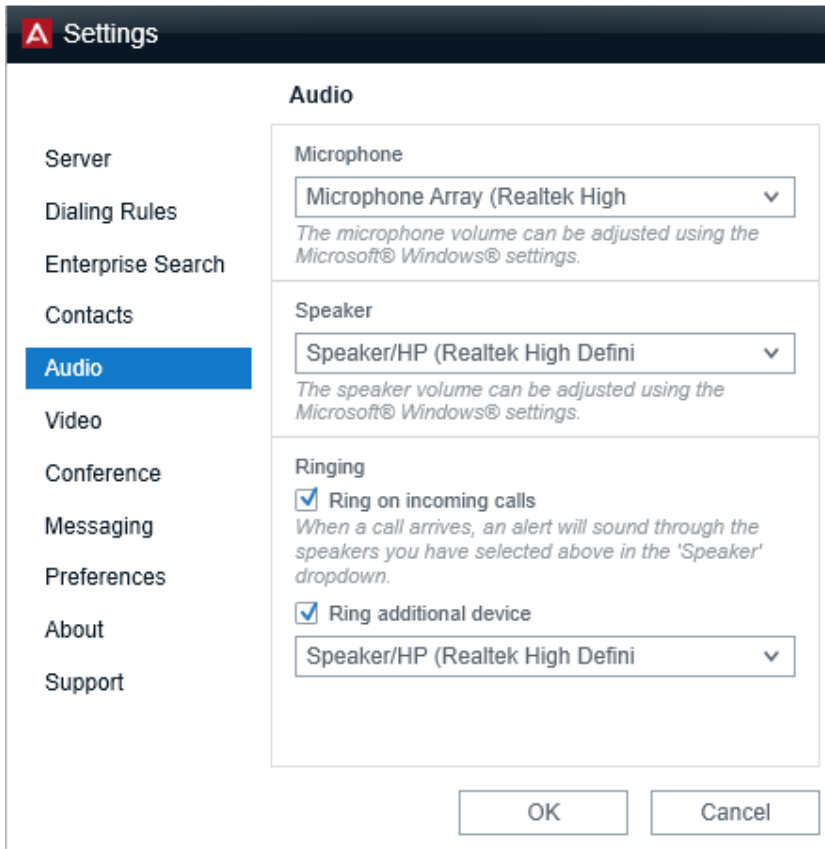 Settings
Audio
Server
Dialing Rules
Enterprise Search
Contacts
Audio
Video
Conference
Messaging
Preferences
About
Support
Microphone
Microphone Array (Realtek High
The microphone volume can be adjusted using the
Microsoft® Windows® settings.
Speaker
Speaker/HP (Realtek High Defini
The speaker volume can be adjusted using the
Microsoft® Windows® settings.
Ringing
Ring on incoming calls
When a call arrives, an alert will sound through the
speakers you have selected above in the 'Speaker'
dropdown.
Ring additional device
Speaker/HP (Realtek High Defini
OK
Cancel